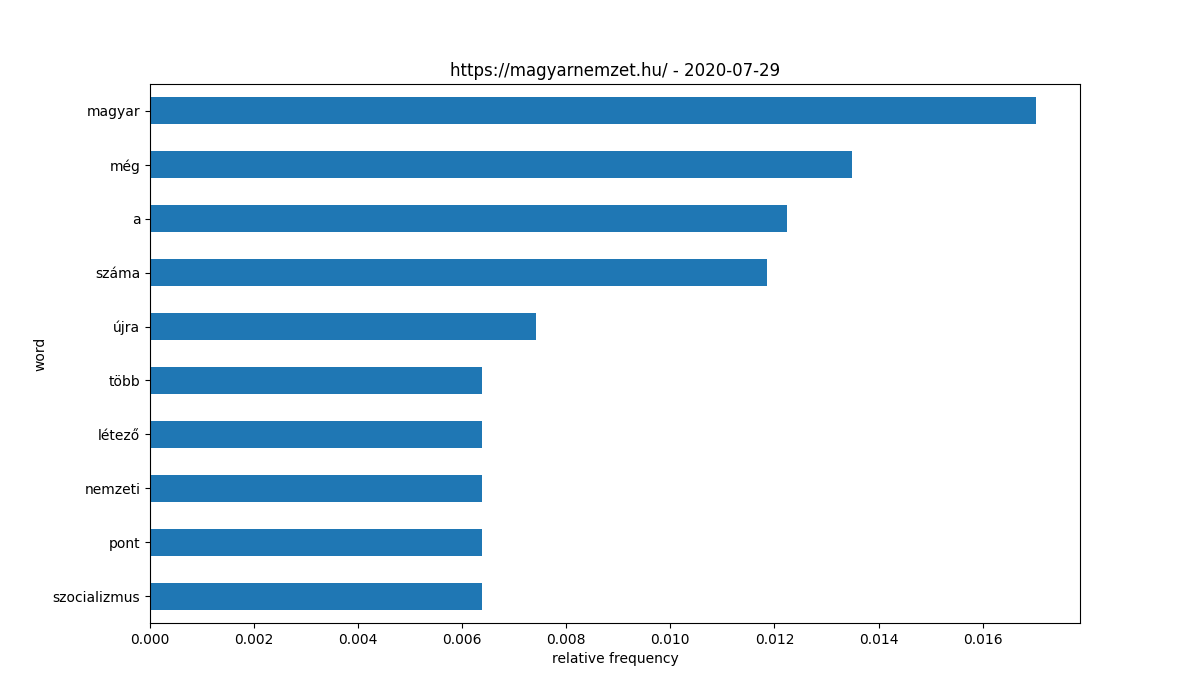 https://magyarnemzet.hu/ - 2020-07-29
magyar
még
a
száma
újra
több
létező
nemzeti
pont
szocializmus
word
0.000 0.002 0.004 0.006 0.008 0.010 0.012 0.014 0.016
relative frequency